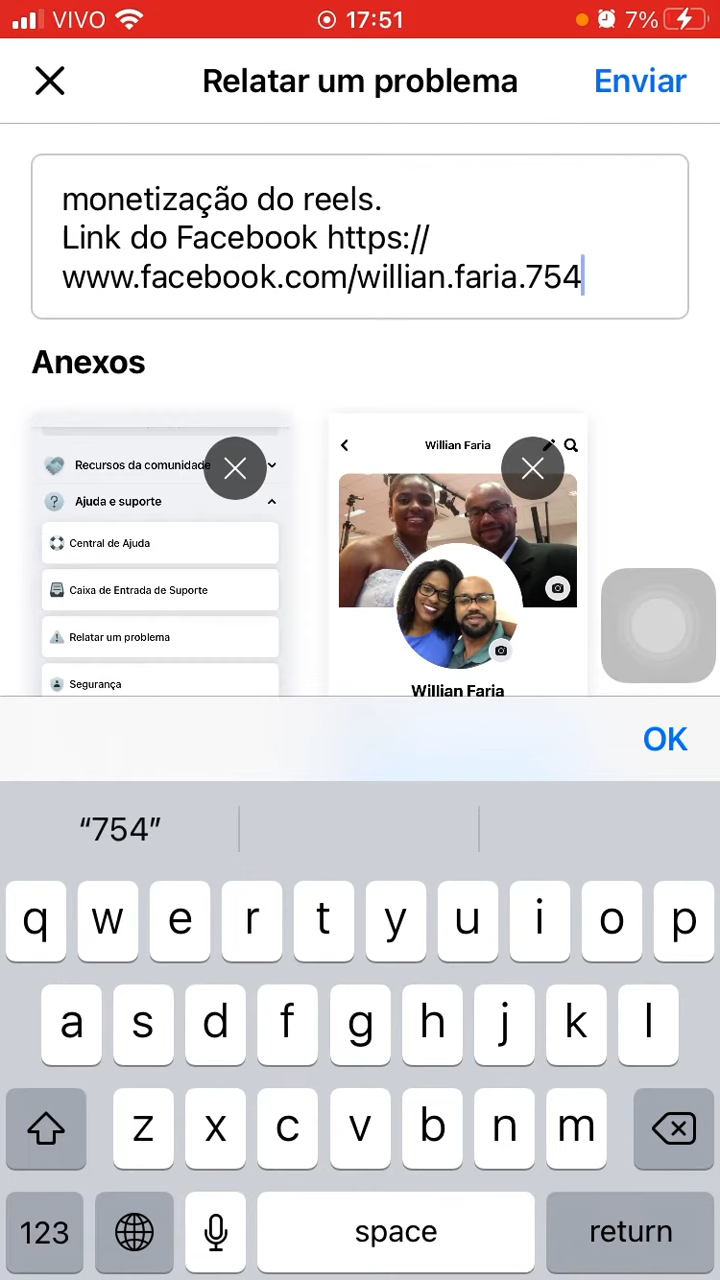 VIVO 17:51 7%
Relatar um problema Enviar
monetização do reels.
Link do Facebook https://
www.facebook.com/willian.faria.754
Anexos
Recursos da comunidade
Ajuda e suporte
Central de Ajuda
Caixa de Entrada de Suporte
Relatar um problema
Segurança
Willian Faria
Willian Faria
OK
“754”
q w e r t y u i o p
a s d f g h j k l
z x c v b n m
123 space return